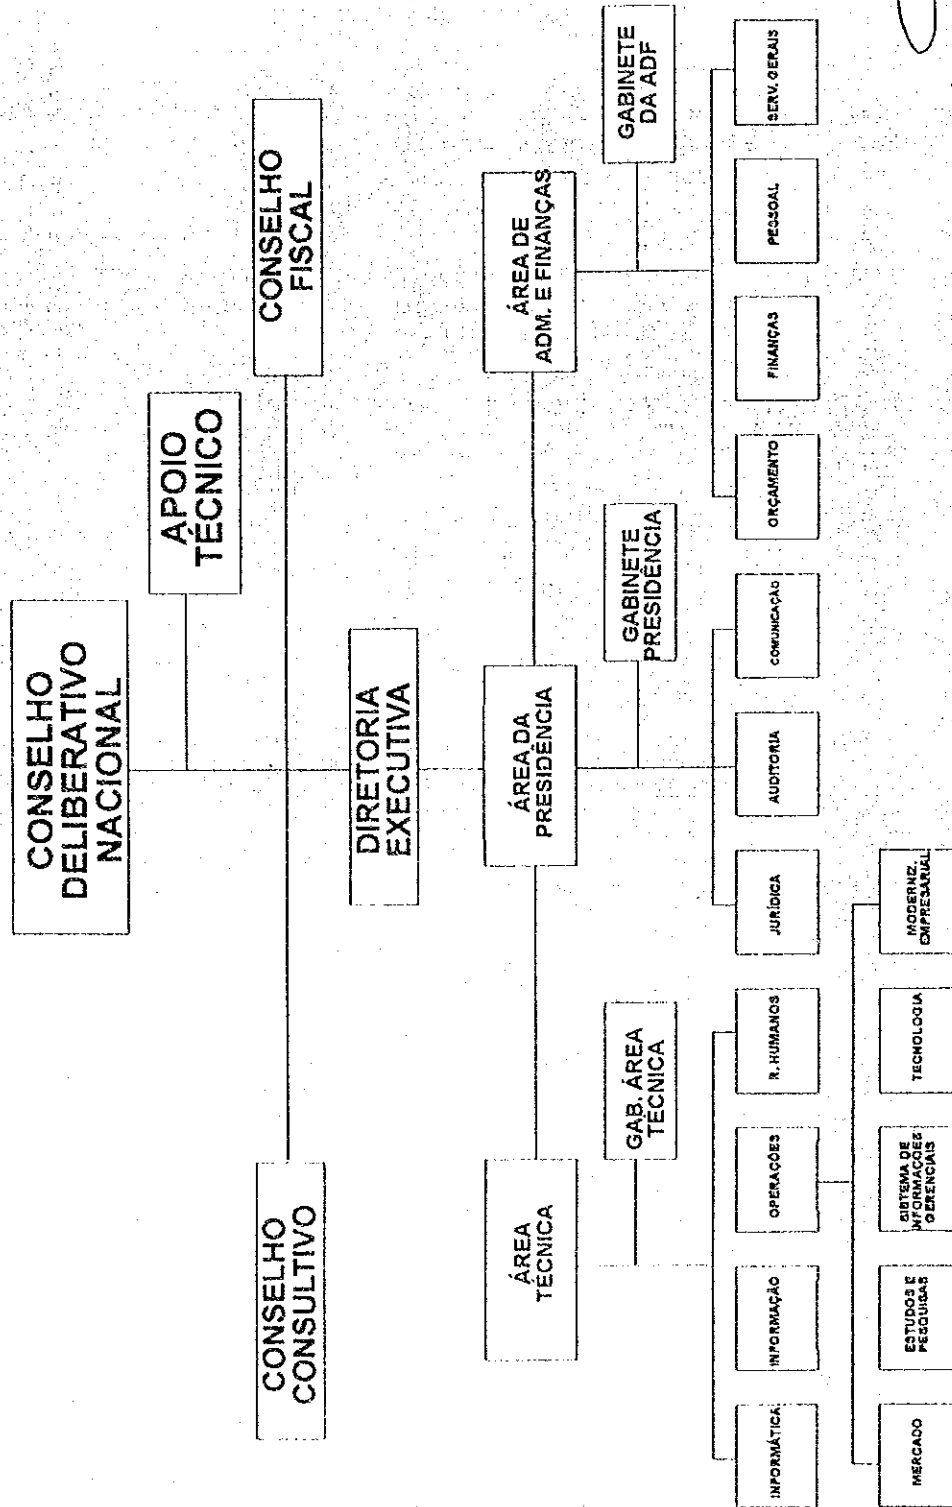 CONSELHO
DELIBERATIVO
NACIONAL
APOIO
TÉCNICO
CONSELHO
CONSULTIVO
CONSELHO
FISCAL
DIRETORIA
EXECUTIVA
ÁREA
TÉCNICA
ÁREA DA
PRESIDÊNCIA
ÁREA DE
ADM. E FINANÇAS
GAB. ÁREA
TÉCNICA
GABINETE
PRESIDÊNCIA
GABINETE
DA ADF
INFORMÁTICA
INFORMAÇÃO
OPERAÇÕES
R. HUMANOS
JURÍDICA
AUDITORIA
COMUNICAÇÃO
ORÇAMENTO
FINANÇAS
PESSOAL
SERV. GERAIS
MERCADO
ESTUDOS E
PESQUISAS
SISTEMA DE
INFORMAÇÕES
GERENCIAIS
TECNOLOGIA
MODERNIZ.
EMPRESARIAL